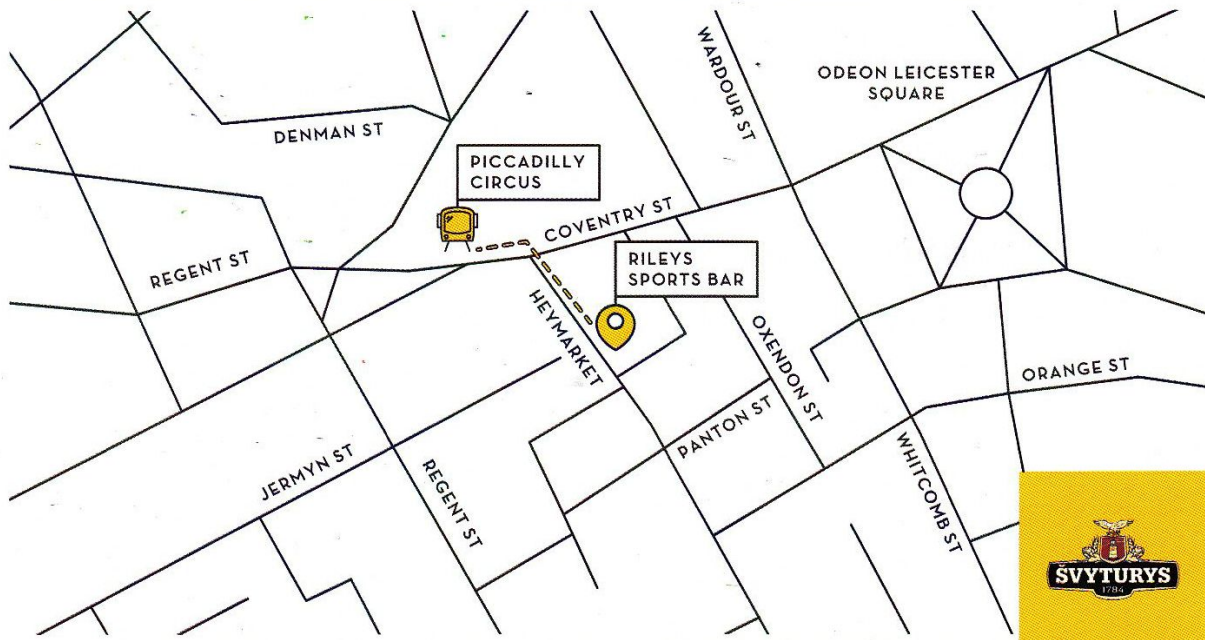 WARDOUR ST
ODEON LEICESTER
SQUARE
DENMAN ST
PICCADILLY
CIRCUS
COVENTRY ST
REGENT ST
RILEYS
SPORTS BAR
HEYMARKET
OXENDON ST
ORANGE ST
PANTON ST
JERMYN ST
REGENT ST
WHITCOMB ST
ŠVYTURYS
1784